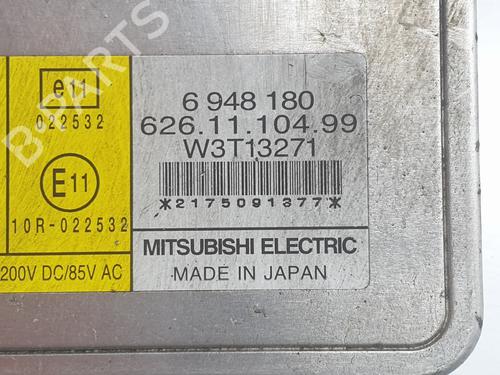 e11
022532
E11
10R-022532
200V DC/85V AC
6 948 180
626.11.104.99
W3T13271
*2175091377*
MITSUBISHI ELECTRIC
MADE IN JAPAN
B PARTS